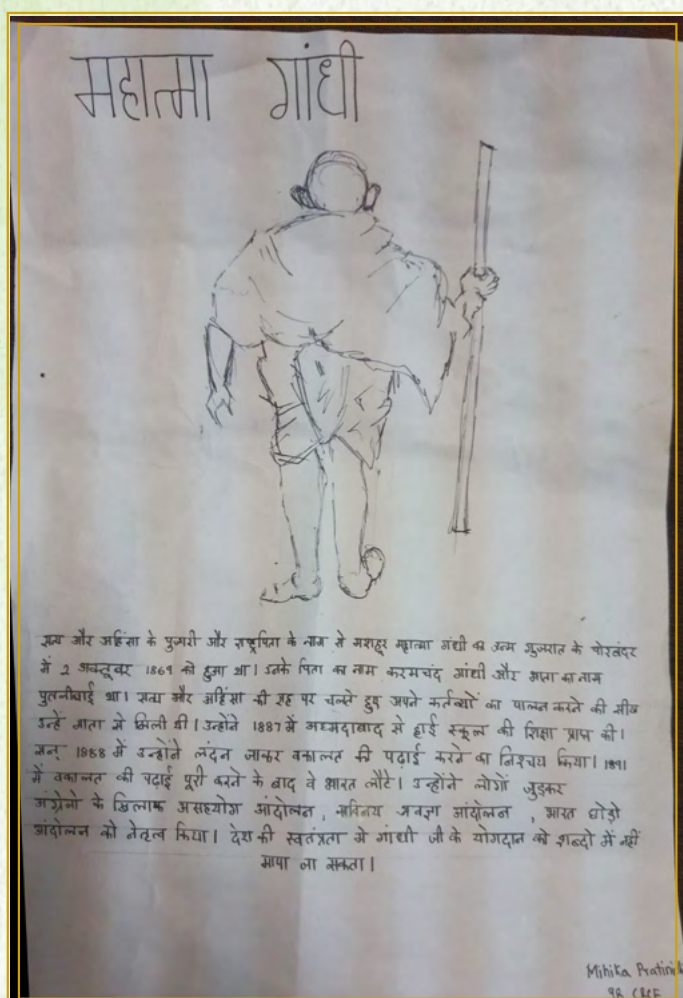 महात्मा गांधी
सत्य और अहिंसा के पुजारी और राष्ट्रपिता के नाम से मशहूर महात्मा गांधी का जन्म गुजरात के पोरबंदर
में 2 अक्तूबर 1869 को हुआ था। उनके पिता का नाम करमचंद गांधी और माता का नाम
पुतलीबाई था। सत्य और अहिंसा की राह पर चलते हुए अपने कर्तव्यों का पालन करने की सीख
उन्हें माता से मिली थी। उन्होंने 1887 में अहमदाबाद से हाई स्कूल की शिक्षा प्राप्त की।
सन् 1888 में उन्होंने लंदन जाकर वकालत की पढ़ाई करने का निश्चय किया। 1891
में वकालत की पढ़ाई पूरी करने के बाद वे भारत लौटे। उन्होंने लोगों जुड़कर
अंग्रेजो के खिलाफ असहयोग आंदोलन, सविनय अवज्ञा आंदोलन, भारत छोड़ो
आंदोलन को नेतृत्व किया। देश की स्वतंत्रता मे गांधी जी के योगदान को शब्दो में नहीं
मापा जा सकता।
Mihika